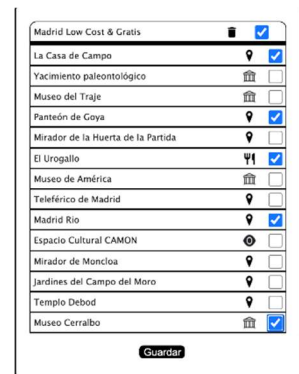 Madrid Low Cost & Gratis
La Casa de Campo
Yacimiento paleontológico
Museo del Traje
Panteón de Goya
Mirador de la Huerta de la Partida
El Urogallo
Museo de América
Teleférico de Madrid
Madrid Rio
Espacio Cultural CAMON
Mirador de Moncloa
Jardines del Campo del Moro
Templo Debod
Museo Cerralbo
Guardar